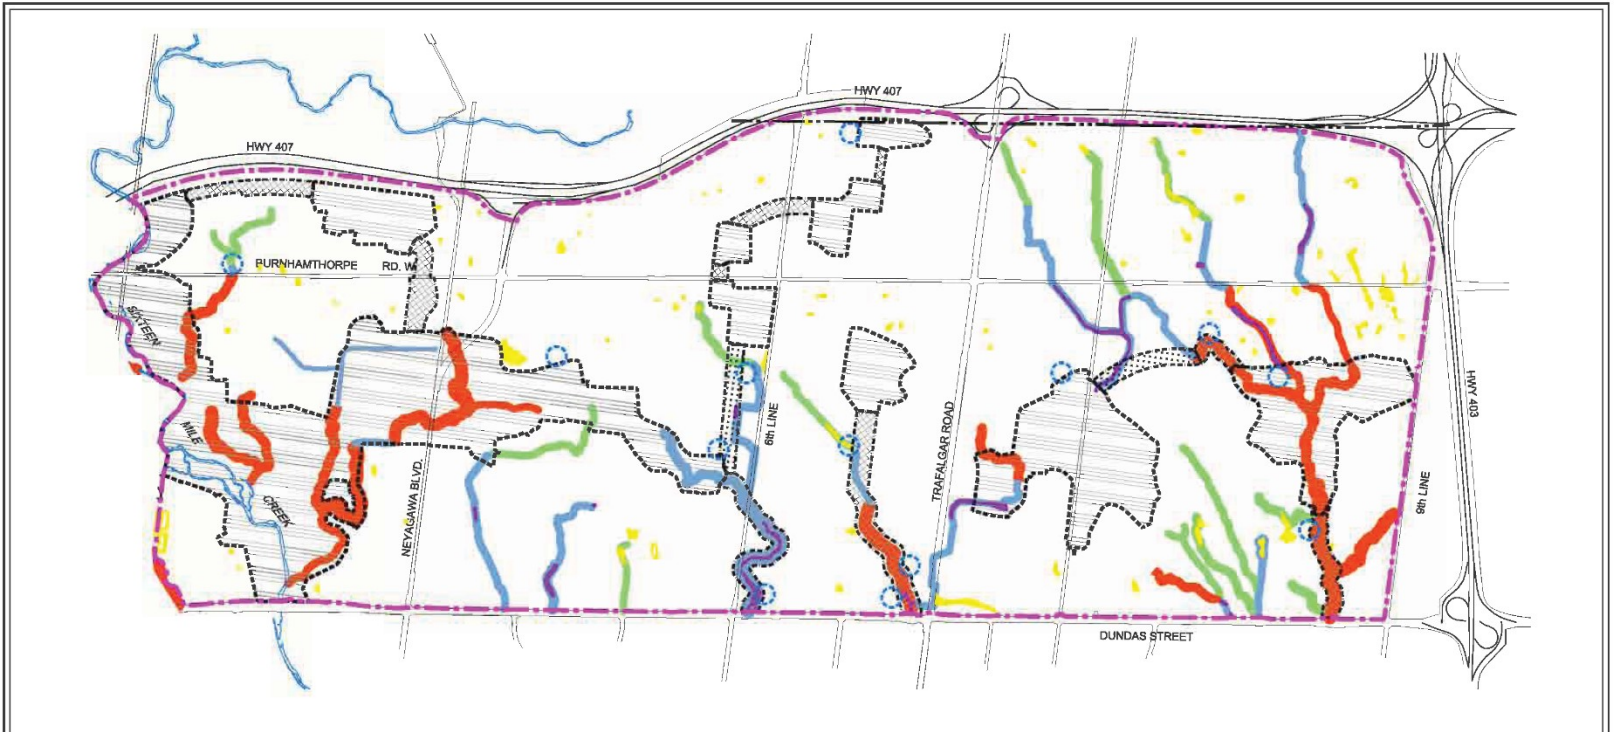 HWY 407
HWY 407
BURNHAMTHORPE RD. W
SIXTEEN
MILE
CREEK
NEYAGAWA BLVD.
6th LINE
TRAFALGAR ROAD
HWY 403
9th LINE
DUNDAS STREET